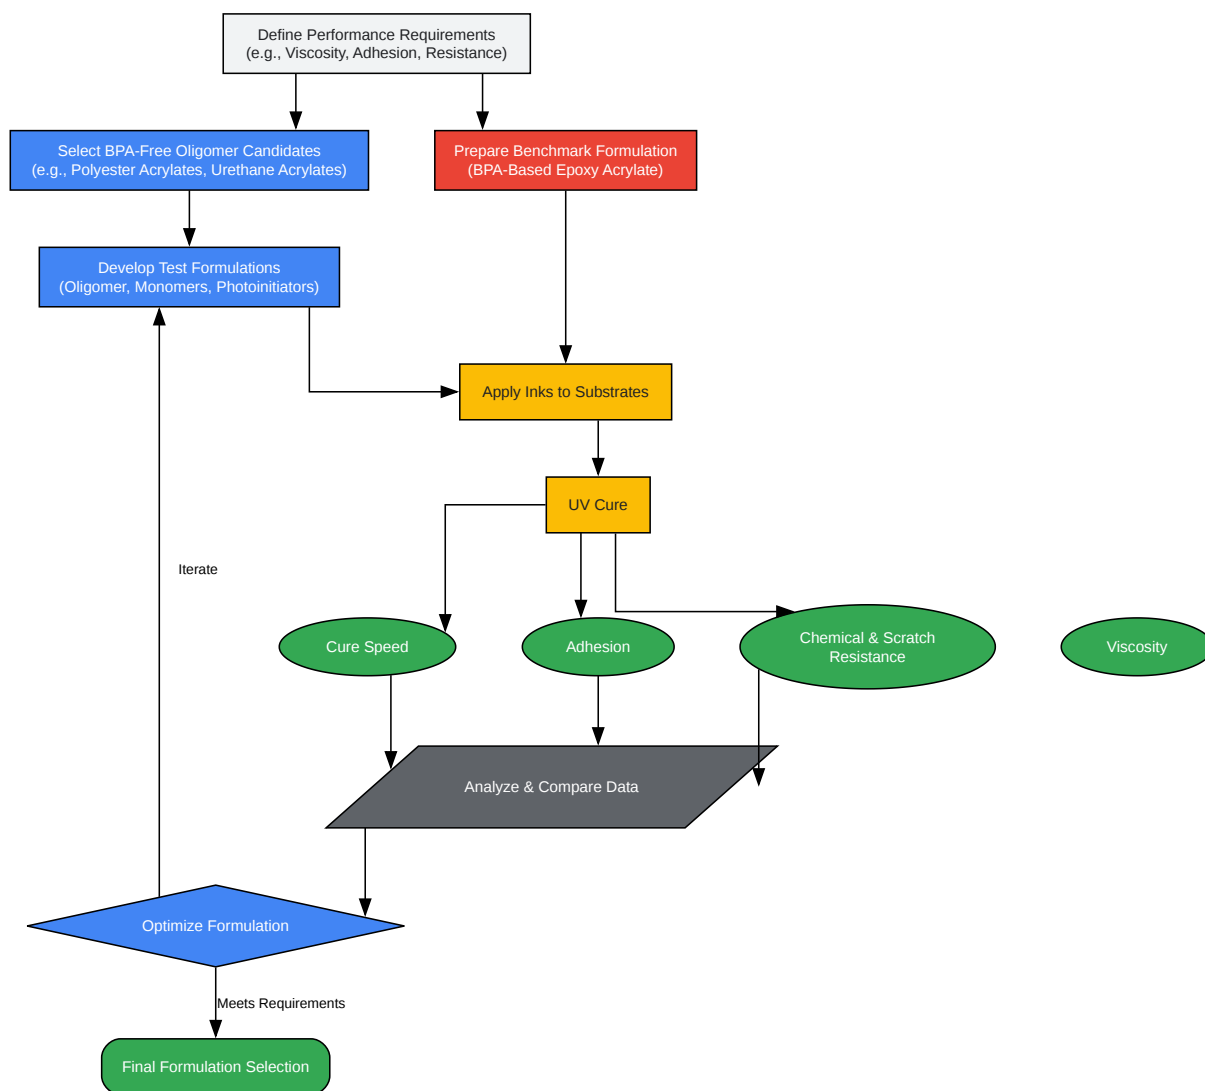 Define Performance Requirements
(e.g., Viscosity, Adhesion, Resistance)
Select BPA-Free Oligomer Candidates
(e.g., Polyester Acrylates, Urethane Acrylates)
Prepare Benchmark Formulation
(BPA-Based Epoxy Acrylate)
Develop Test Formulations
(Oligomer, Monomers, Photoinitiators)
Apply Inks to Substrates
UV Cure
Iterate
Cure Speed
Adhesion
Chemical & Scratch
Resistance
Viscosity
Analyze & Compare Data
Optimize Formulation
Meets Requirements
Final Formulation Selection